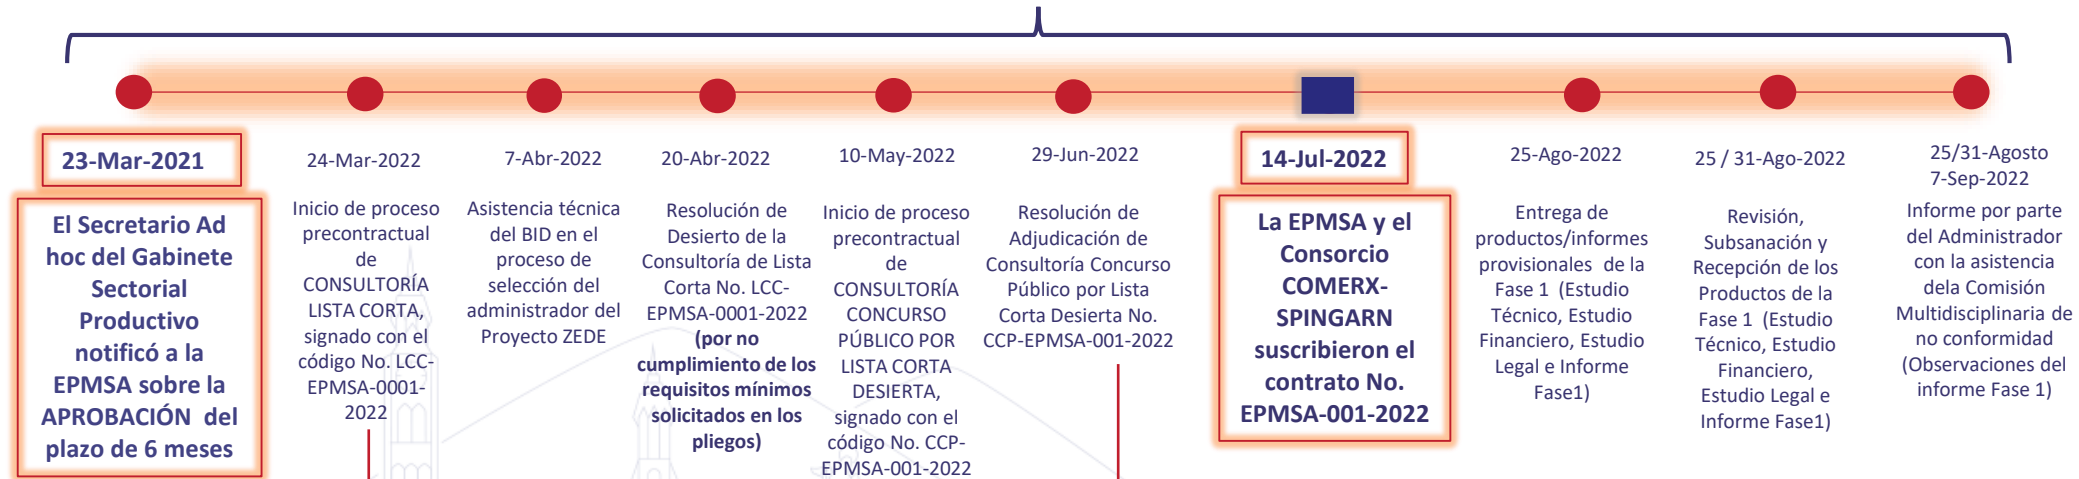 23-Mar-2021
El Secretario Ad
hoc del Gabinete
Sectorial
Productivo
notificó a la
EPMSA sobre la
APROBACIÓN del
plazo de 6 meses
24-Mar-2022
Inicio de proceso
precontractual
de
CONSULTORÍA
LISTA CORTA,
signado con el
código No. LCC-
EPMSA-0001-
2022
7-Abr-2022
Asistencia técnica
del BID en el
proceso de
selección del
administrador del
Proyecto ZEDE
20-Abr-2022
Resolución de
Desierto de la
Consultoría de Lista
Corta No. LCC-
EPMSA-0001-2022
(por no
cumplimiento de los
requisitos mínimos
solicitados en los
pliegos)
10-May-2022
Inicio de proceso
precontractual
de
CONSULTORÍA
CONCURSO
PÚBLICO POR
LISTA CORTA
DESIERTA,
signado con el
código No. CCP-
EPMSA-001-2022
29-Jun-2022
Resolución de
Adjudicación de
Consultoría Concurso
Público por Lista
Corta Desierta No.
CCP-EPMSA-001-2022
14-Jul-2022
La EPMSA y el
Consorcio
COMERX-
SPINGARN
suscribieron el
contrato No.
EPMSA-001-2022
25-Ago-2022
Entrega de
productos/informes
provisionales de la
Fase 1 (Estudio
Técnico, Estudio
Financiero, Estudio
Legal e Informe
Fase1)
25 / 31-Ago-2022
Revisión,
Subsanación y
Recepción de los
Productos de la
Fase 1 (Estudio
Técnico, Estudio
Financiero,
Estudio Legal e
Informe Fase1)
25/31-Agosto
7-Sep-2022
Informe por parte
del Administrador
con la asistencia
dela Comisión
Multidisciplinaria de
no conformidad
(Observaciones del
informe Fase 1)